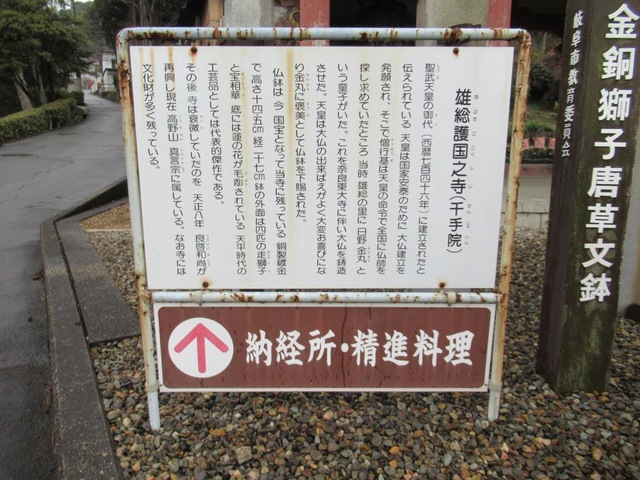 雄総護国之寺（千手院）
聖武天皇の御代（西暦七百四十六年）に建立されたと
伝えられている 天皇は国家安泰のために 大仏建立を
発願され、そこで僧行基は天皇の命令で全国に仏師を
探し求めていたところ 当時 雄総の里に 日野金丸 と
いう童子がいた。これを奈良東大寺に伴い大仏を鋳造
させた。天皇は大仏の出来ばえがよく大変お喜びにな
り金丸に褒美として仏鉢を下賜された。
仏鉢は 今 国宝となって当寺に残っている 銅製鍍金
で高さ十四・五㎝ 経二十七㎝ 鉢の外面は四匹の走獅子
と宝相華 底には蓮の花が毛彫されている 天平時代の
工芸品としては代表的傑作である。
その後 寺は衰微していたのを 天正八年 良啓和尚が
再興し現在 高野山 真言宗に属している。なお寺には
文化財が多く残っている。
納経所・精進料理
金銅獅子唐草文鉢
岐阜市教育委員会